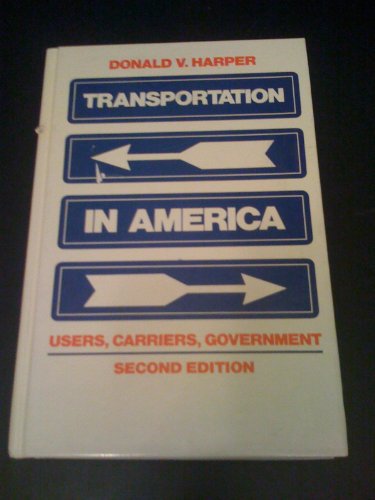 DONALD V. HARPER
TRANSPORTATION
IN AMERICA
USERS, CARRIERS, GOVERNMENT
SECOND EDITION